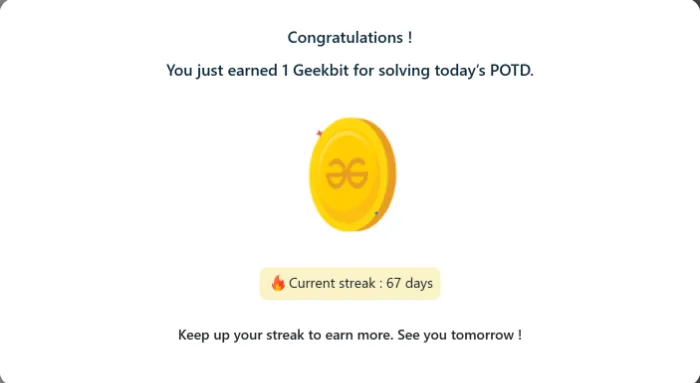 Congratulations !
You just earned 1 Geekbit for solving today's POTD.
🔥Current streak : 67 days
Keep up your streak to earn more. See you tomorrow !